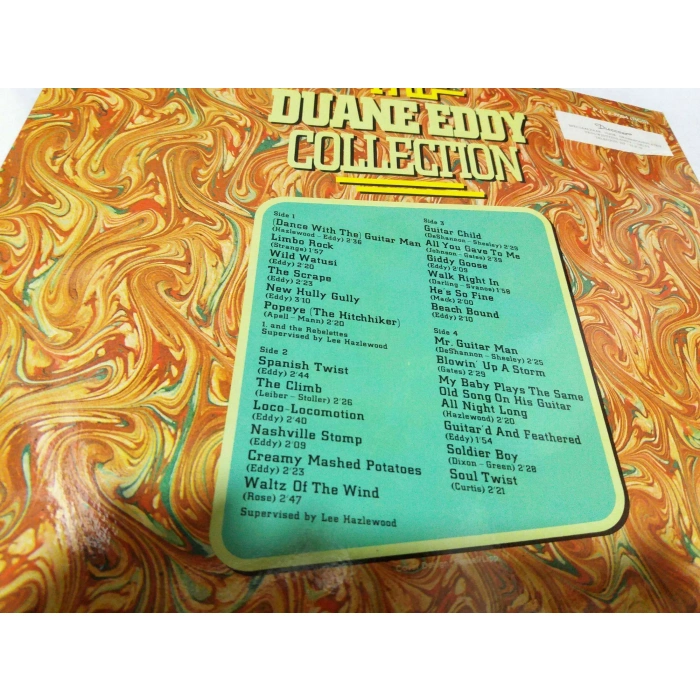 THE
DUANE EDDY
COLLECTION
Side 1
(Dance With The) Guitar Man
(Hazlewood - Eddy) 2'36
Limbo Rock
(Strange) 1'57
Wild Watusi
(Eddy) 2'20
The Scrape
(Eddy) 2'23
New Hully Gully
(Eddy) 3'10
Popeye (The Hitchhiker)
(Apell - Mann) 2'20
1. and the Rebelettes
Supervised by Lee Hazlewood
Side 2
Spanish Twist
(Eddy) 2'44
The Climb
(Leiber - Stoller) 2'26
Loco-Locomotion
(Eddy) 2'40
Nashville Stomp
(Eddy) 2'09
Creamy Mashed Potatoes
(Eddy) 2'23
Waltz Of The Wind
(Rose) 2'47
Supervised by Lee Hazlewood
Side 3
Guitar Child
(DeShannon - Sheeley) 2'25
All You Gave To Me
(Johnson - Gates) 2'35
Giddy Goose
(Eddy) 2'09
Walk Right In
(Darling - Svanoe) 1'58
He's So Fine
(Mack) 2'00
Beach Bound
(Eddy) 2'10
Side 4
Mr. Guitar Man
(DeShannon - Sheeley) 2'25
Blowin' Up A Storm
(Gates) 2'29
My Baby Plays The Same
Old Song On His Guitar
All Night Long
(Hazlewood) 2'20
Guitar'd And Feathered
(Eddy) 1'54
Soldier Boy
(Dixon - Green) 2'28
Soul Twist
(Curtis) 2'21